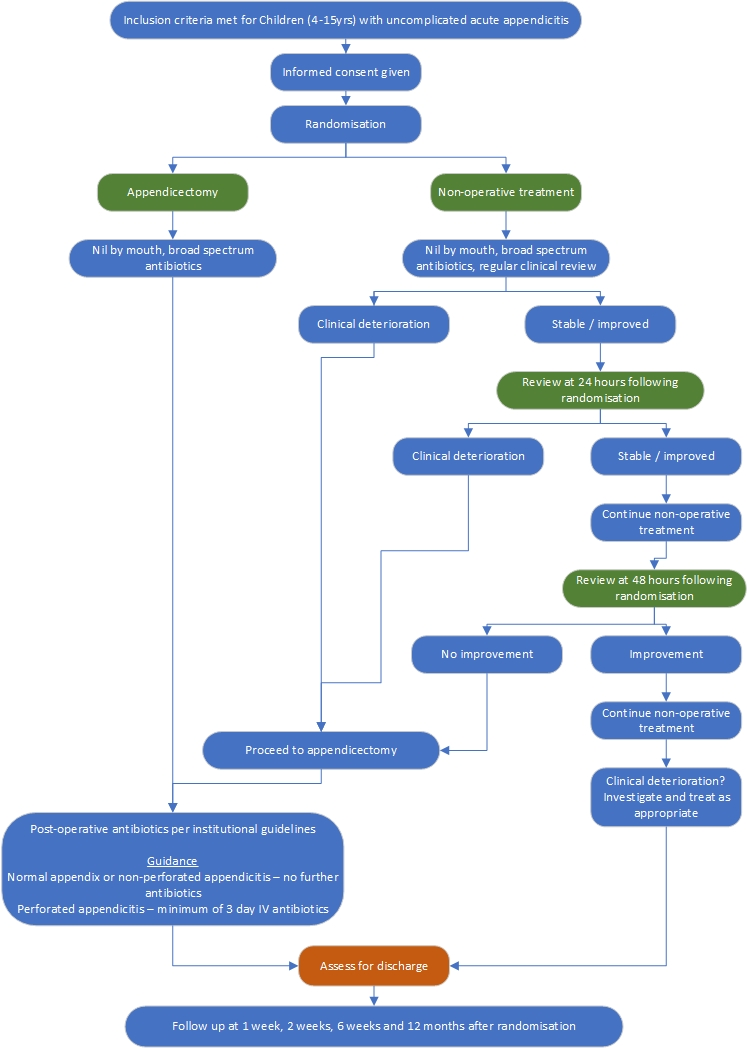 Inclusion criteria met for Children (4-15yrs) with uncomplicated acute appendicitis
Informed consent given
Randomisation
Appendicectomy
Non-operative treatment
Nil by mouth, broad spectrum
antibiotics
Nil by mouth, broad spectrum
antibiotics, regular clinical review
Clinical deterioration
Stable / improved
Review at 24 hours following
randomisation
Clinical deterioration
Stable / improved
Continue non-operative
treatment
Review at 48 hours following
randomisation
No improvement
Improvement
Continue non-operative
treatment
Proceed to appendicectomy
Clinical deterioration?
Investigate and treat as
appropriate
Post-operative antibiotics per institutional guidelines
Guidance
Normal appendix or non-perforated appendicitis – no further
antibiotics
Perforated appendicitis – minimum of 3 day IV antibiotics
Assess for discharge
Follow up at 1 week, 2 weeks, 6 weeks and 12 months after randomisation